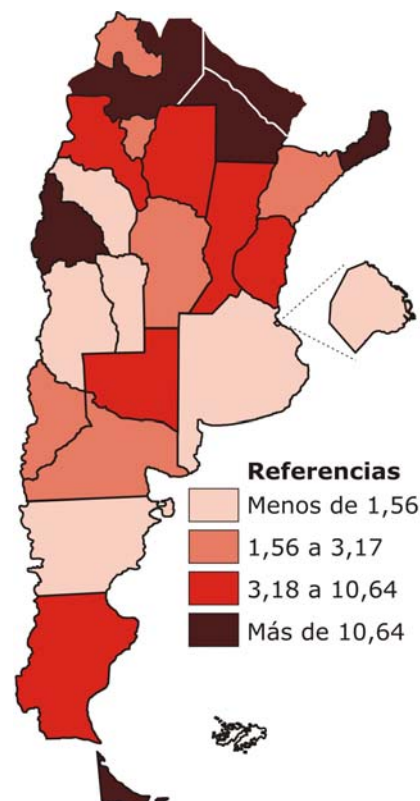 Referencias
Menos de 1,56
1,56 a 3,17
3,18 a 10,64
Más de 10,64